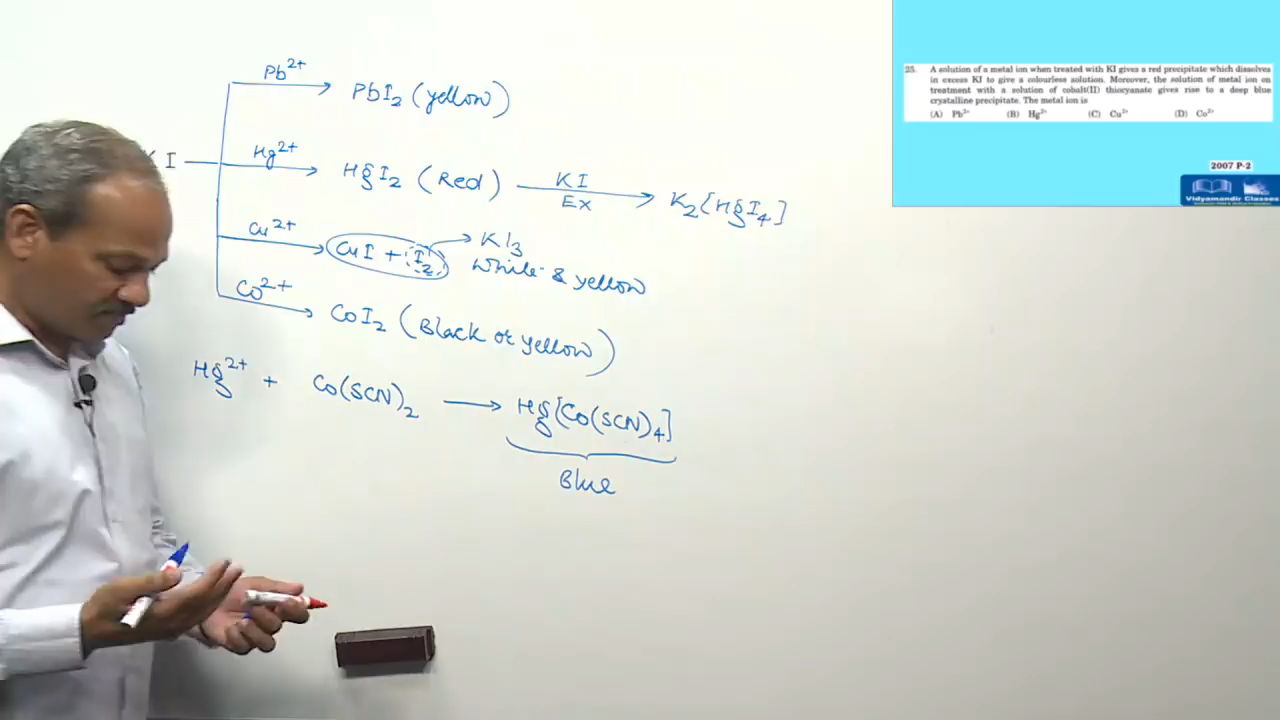 25. A solution of a metal ion when treated with KI gives a red precipitate which dissolves
in excess KI to give a colourless solution. Moreover, the solution of metal ion on
treatment with a solution of cobalt(II) thiocyanate gives rise to a deep blue
crystalline precipitate. The metal ion is
(A) Pb²⁺ (B) Hg²⁺ (C) Cu²⁺ (D) Co²⁺
2007 P-2
Vidyamandir Classes
Pb²⁺
PbI₂ (yellow)
KI
Hg²⁺
HgI₂ (Red) KI Ex → K₂[HgI₄]
Cu²⁺
CuI + I₂ → KI₃
White & yellow
Co²⁺
CoI₂ (Black or yellow)
Hg²⁺ + Co(SCN)₂ → Hg[Co(SCN)₄]
Blue